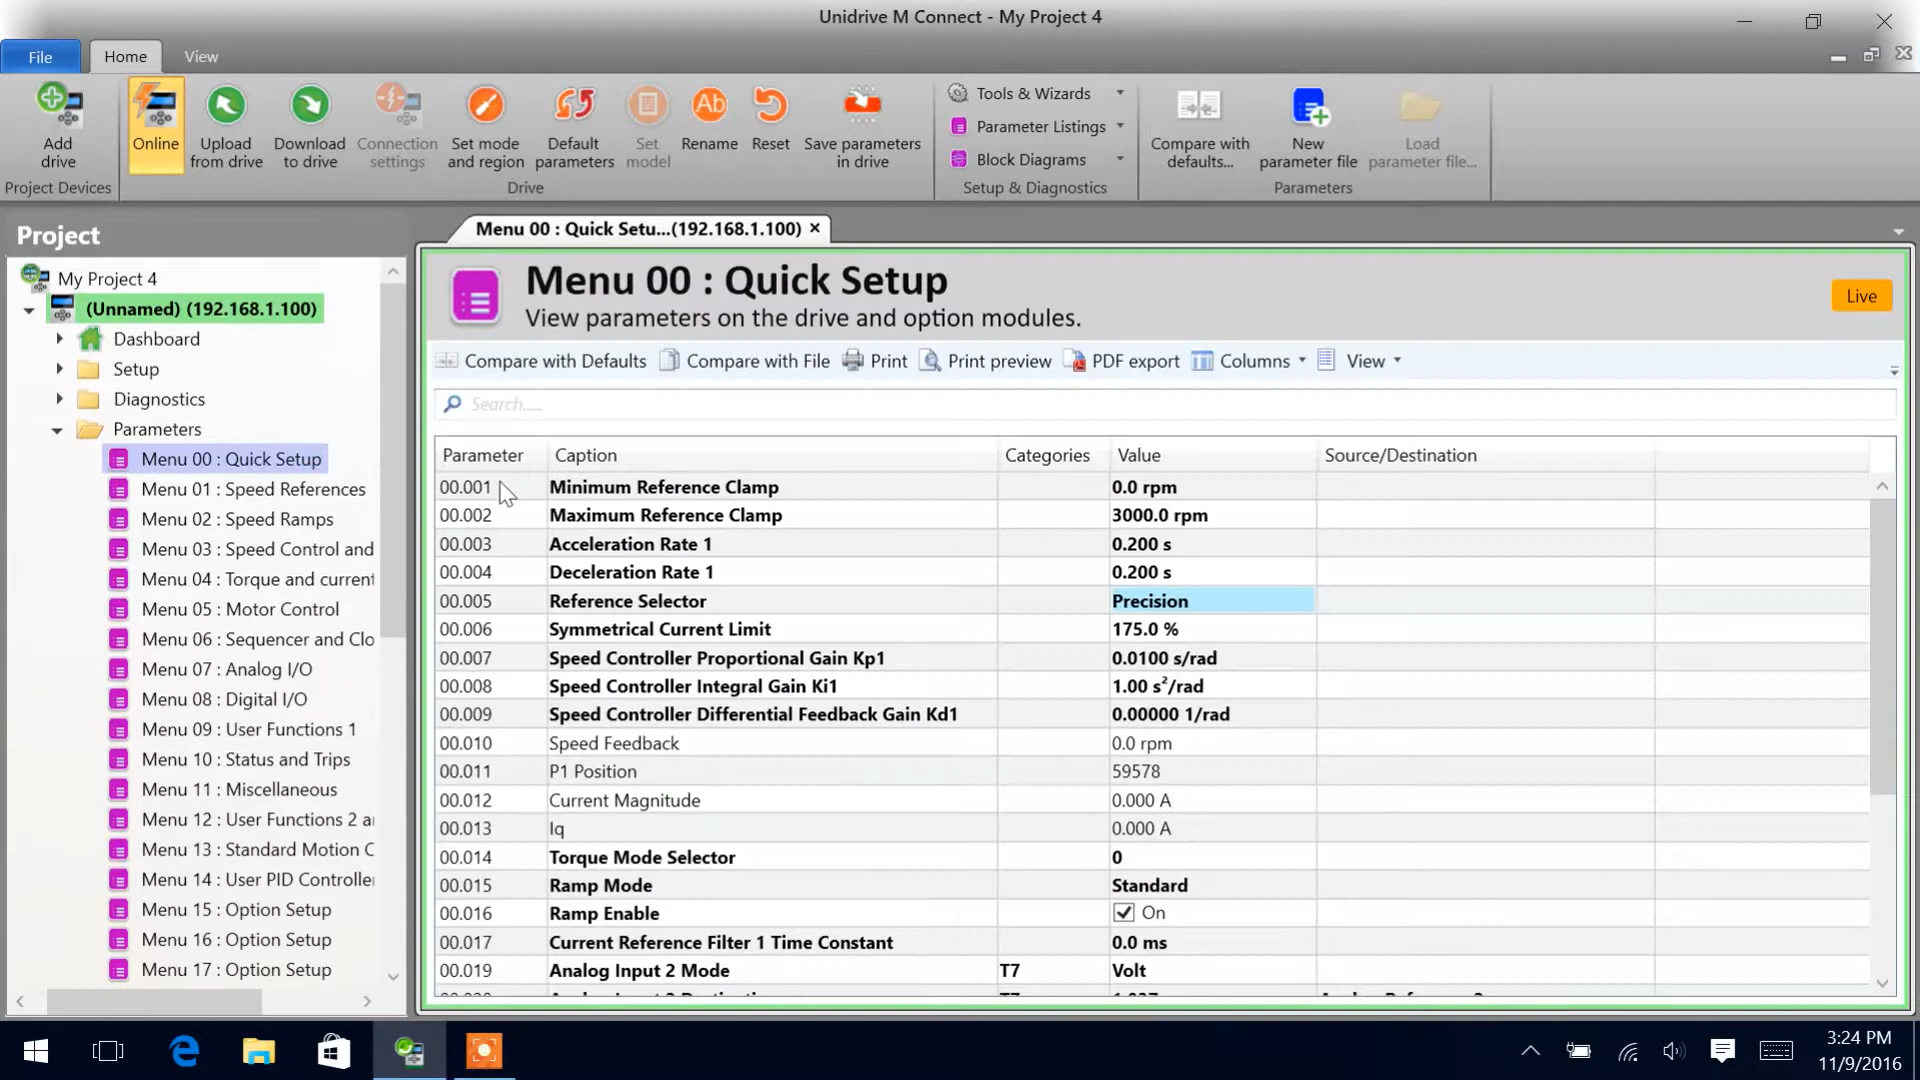 Unidrive M Connect - My Project 4
File
Home
View
Add drive
Online
Upload from drive
Download to drive
Connection settings
Set mode and region
Default parameters
Set model
Rename
Reset
Save parameters in drive
Tools & Wizards
Parameter Listings
Block Diagrams
Compare with defaults...
New parameter file
Load parameter file...
Project Devices
Drive
Setup & Diagnostics
Parameters
Project
My Project 4
(Unnamed) (192.168.1.100)
Dashboard
Setup
Diagnostics
Parameters
Menu 00 : Quick Setup
Menu 01 : Speed References
Menu 02 : Speed Ramps
Menu 03 : Speed Control and
Menu 04 : Torque and current
Menu 05 : Motor Control
Menu 06 : Sequencer and Clo
Menu 07 : Analog I/O
Menu 08 : Digital I/O
Menu 09 : User Functions 1
Menu 10 : Status and Trips
Menu 11 : Miscellaneous
Menu 12 : User Functions 2 a
Menu 13 : Standard Motion C
Menu 14 : User PID Controlle
Menu 15 : Option Setup
Menu 16 : Option Setup
Menu 17 : Option Setup
Menu 00 : Quick Setu...(192.168.1.100)
Menu 00 : Quick Setup
View parameters on the drive and option modules.
Live
Compare with Defaults Compare with File Print Print preview PDF export Columns View
Search.....
Parameter Caption Categories Value Source/Destination
00.001 Minimum Reference Clamp 0.0 rpm
00.002 Maximum Reference Clamp 3000.0 rpm
00.003 Acceleration Rate 1 0.200 s
00.004 Deceleration Rate 1 0.200 s
00.005 Reference Selector Precision
00.006 Symmetrical Current Limit 175.0 %
00.007 Speed Controller Proportional Gain Kp1 0.0100 s/rad
00.008 Speed Controller Integral Gain Ki1 1.00 s²/rad
00.009 Speed Controller Differential Feedback Gain Kd1 0.00000 1/rad
00.010 Speed Feedback 0.0 rpm
00.011 P1 Position 59578
00.012 Current Magnitude 0.000 A
00.013 Iq 0.000 A
00.014 Torque Mode Selector 0
00.015 Ramp Mode Standard
00.016 Ramp Enable On
00.017 Current Reference Filter 1 Time Constant 0.0 ms
00.019 Analog Input 2 Mode T7 Volt
3:24 PM
11/9/2016